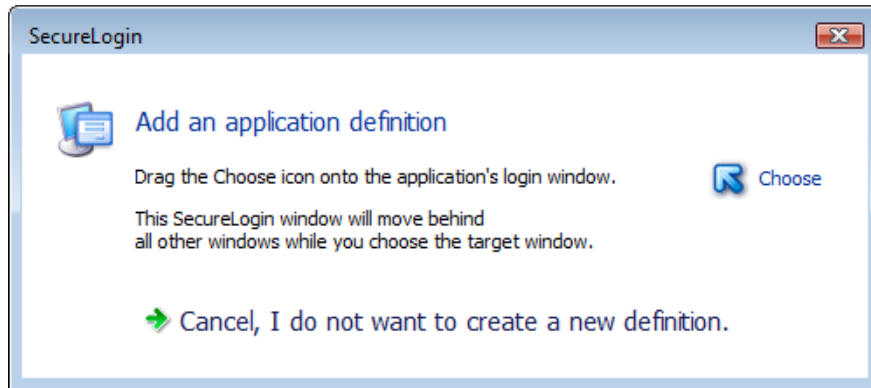 SecureLogin
Add an application definition
Drag the Choose icon onto the application's login window.
Choose
This SecureLogin window will move behind
all other windows while you choose the target window.
Cancel, I do not want to create a new definition.